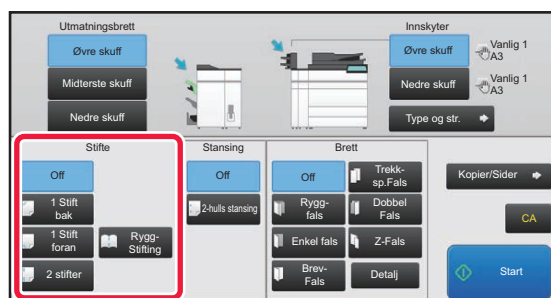 Utmatningsbrett
Øvre skuff
Midterste skuff
Nedre skuff
Innskyter
Øvre skuff
Vanlig 1
A3
Nedre skuff
Vanlig 1
A3
Type og str.
Stifte
Off
1 Stift
bak
1 Stift
foran
Rygg-
Stifting
2 stifter
Stansing
Off
2-hulls stansing
Brett
Off
Trekk-
sp.Fals
Rygg-
fals
Dobbel
Fals
Enkel fals
Z-Fals
Brev-
Fals
Detalj
Kopier/Sider
CA
Start